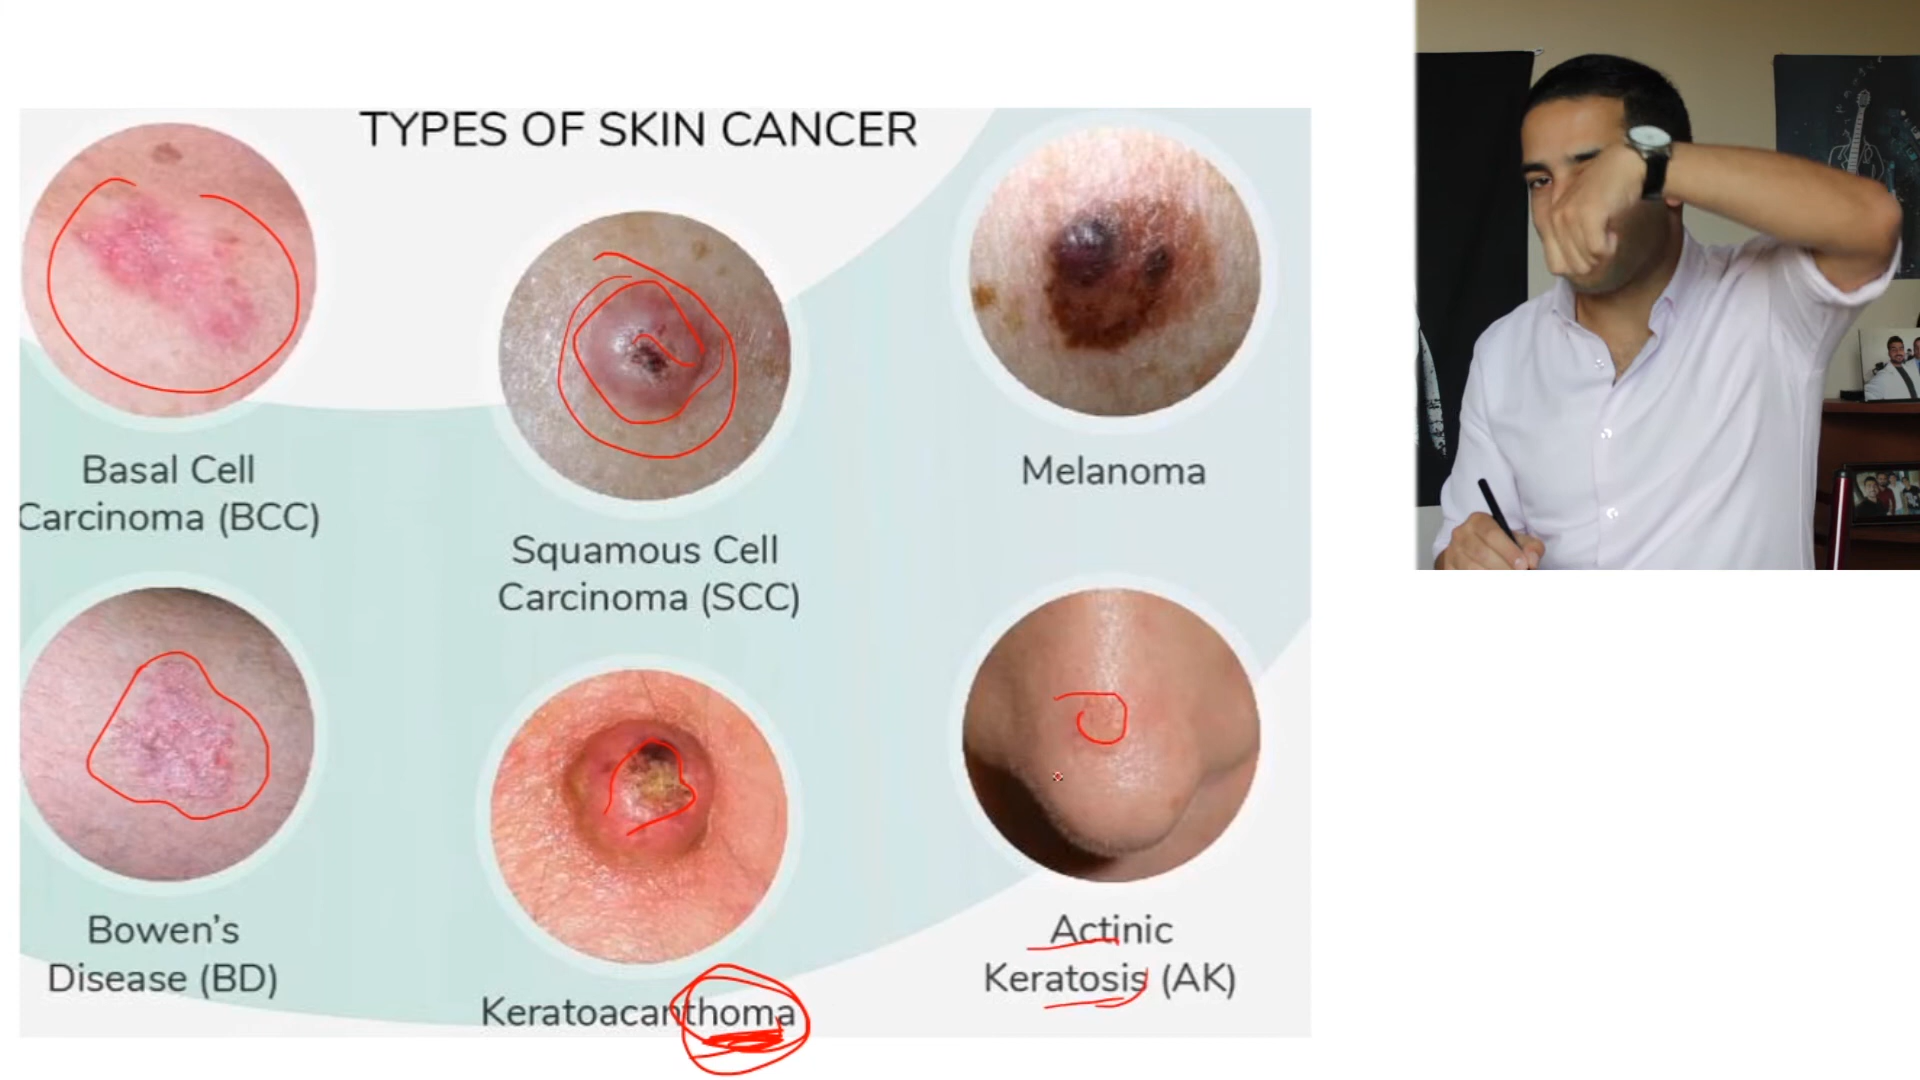 TYPES OF SKIN CANCER
Basal Cell
Carcinoma (BCC)
Squamous Cell
Carcinoma (SCC)
Melanoma
Bowen's
Disease (BD)
Keratoacanthoma
Actinic
Keratosis (AK)